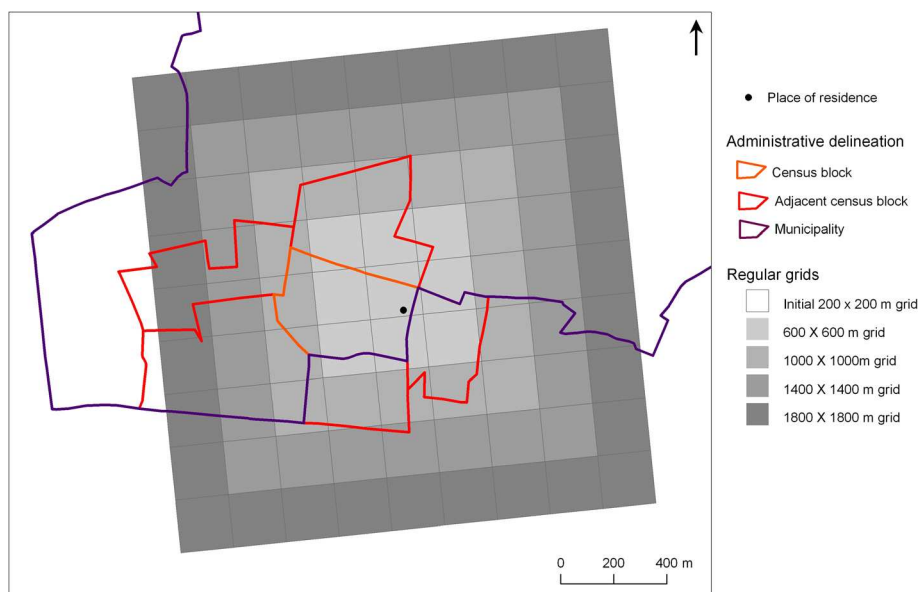 Place of residence
Administrative delineation
Census block
Adjacent census block
Municipality
Regular grids
Initial 200 x 200 m grid
600 X 600 m grid
1000 X 1000m grid
1400 X 1400 m grid
1800 X 1800 m grid
0 200 400 m